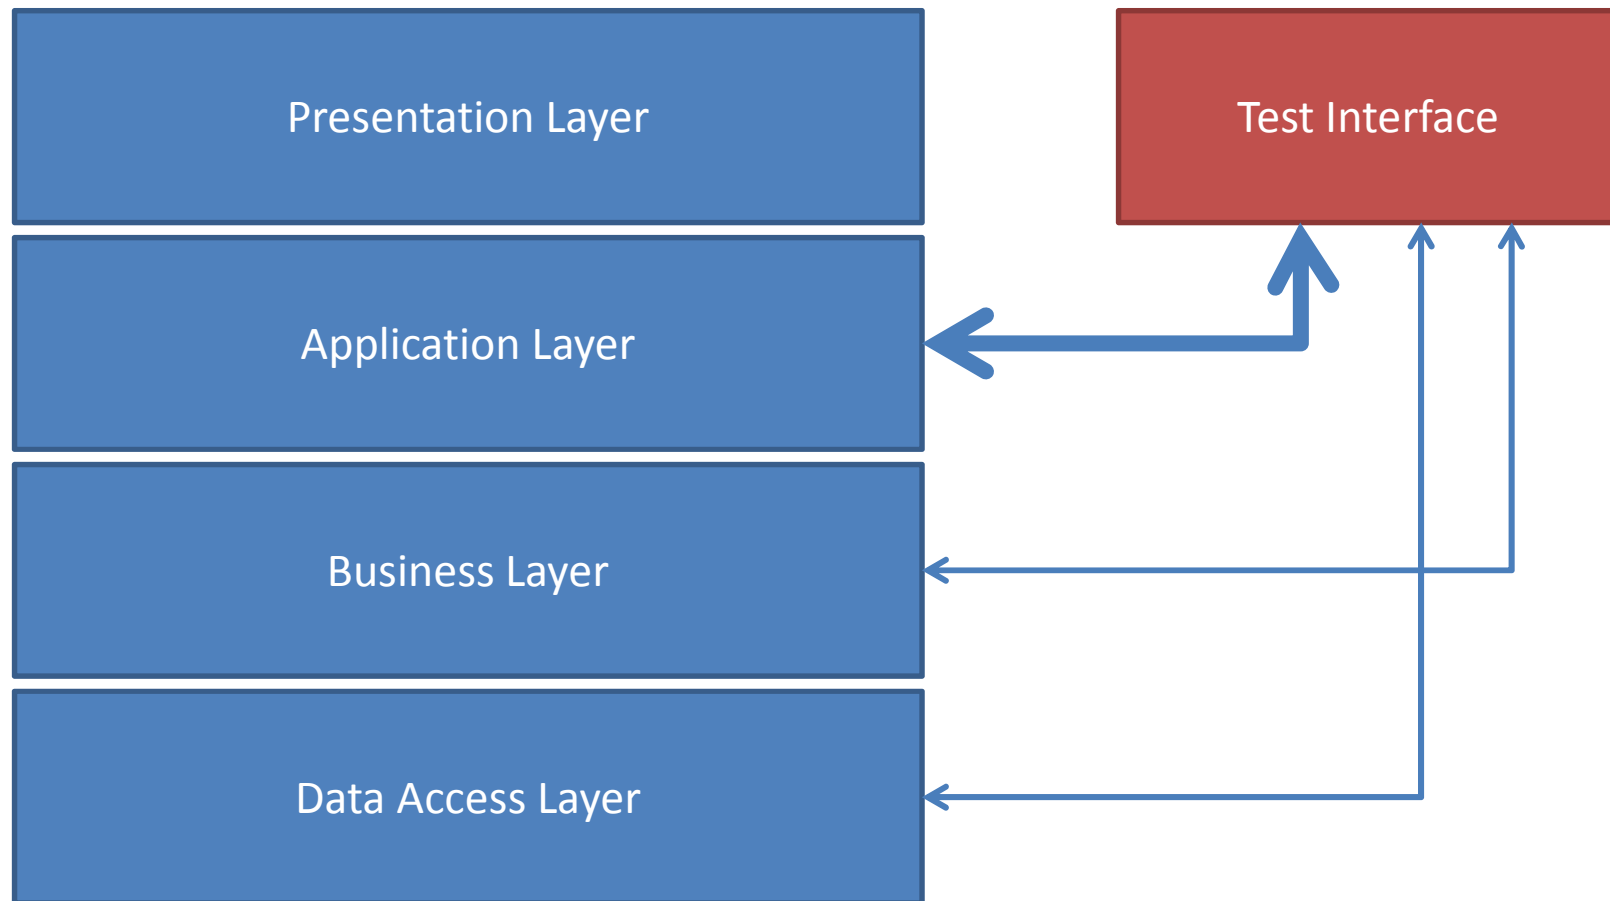 Presentation Layer
Test Interface
Application Layer
Business Layer
Data Access Layer